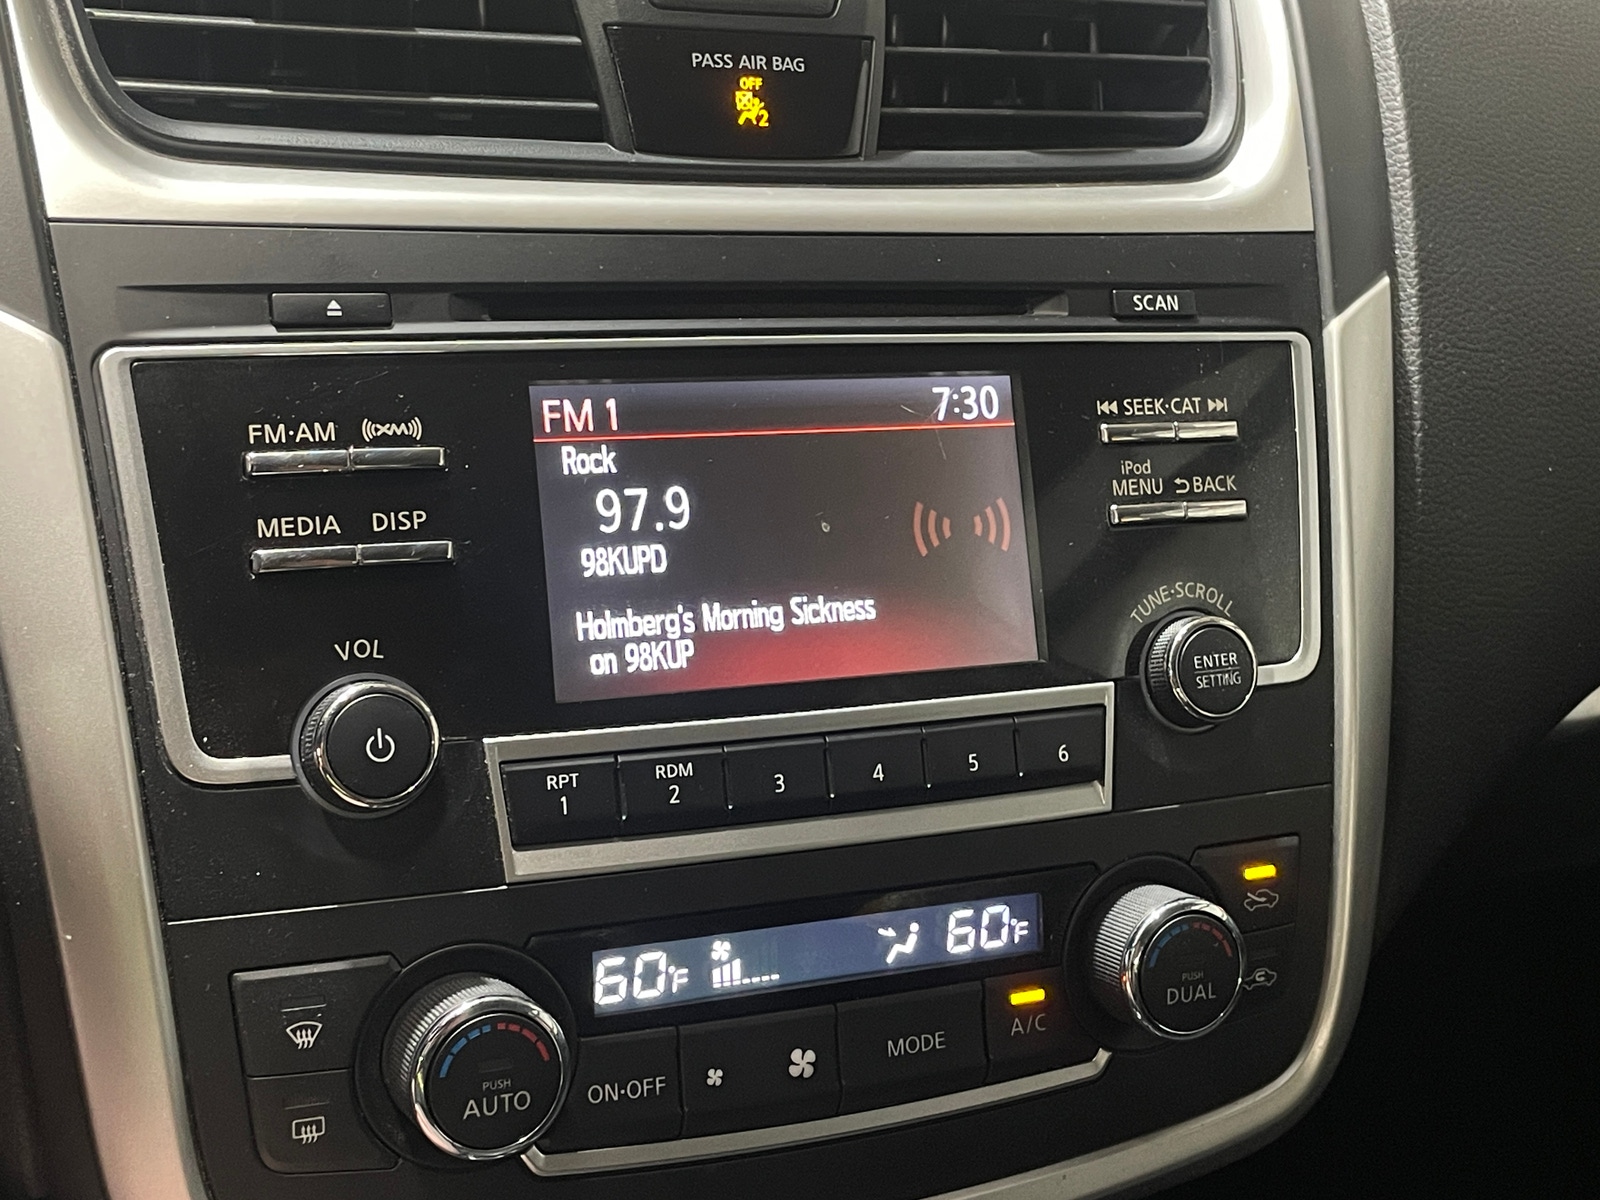 PASS AIR BAG
OFF
2
SCAN
FM·AM (((XM)))
MEDIA DISP
VOL
FM 1 7:30
Rock
97.9
98KUPD
Holmberg's Morning Sickness
on 98KUP
SEEK·CAT
iPod
MENU BACK
TUNE·SCROLL
ENTER
SETTING
RPT
1
RDM
2
3
4
5
6
60°F
60°F
PUSH
AUTO
ON·OFF
MODE
A/C
PUSH
DUAL